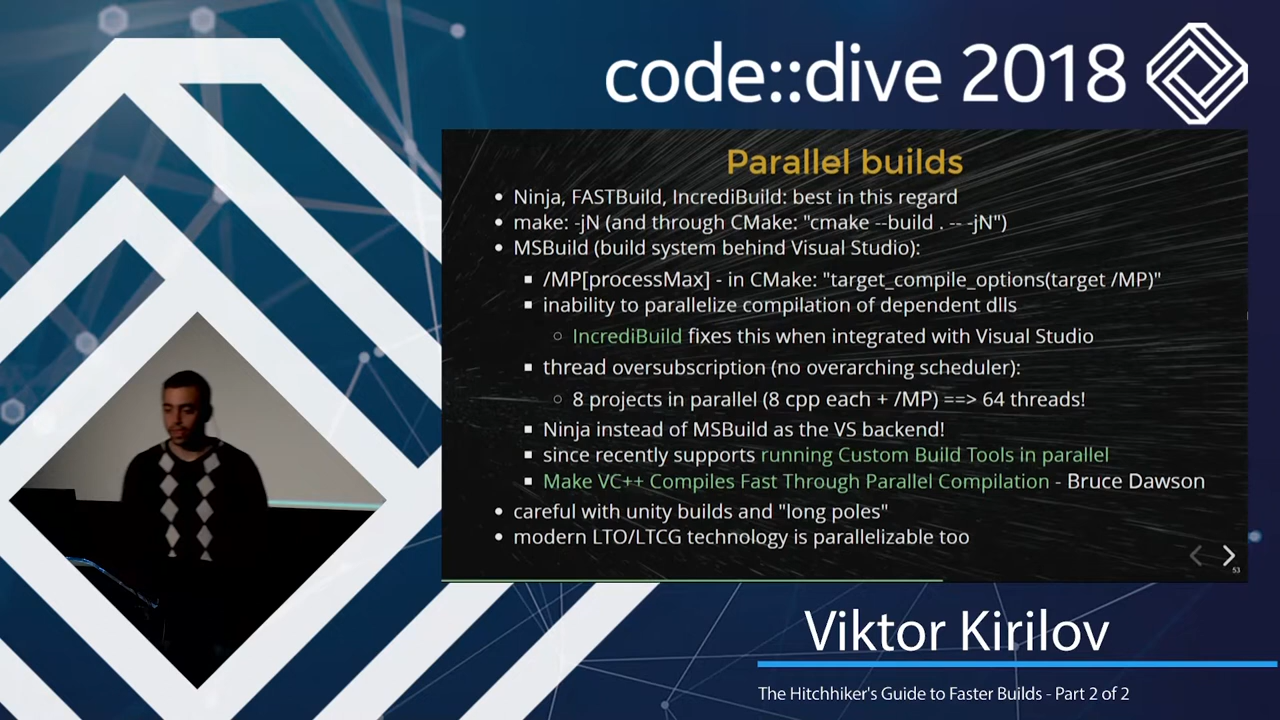 code::dive 2018
Parallel builds
• Ninja, FASTBuild, IncrediBuild: best in this regard
• make: -jN (and through CMake: "cmake --build . -- -jN")
• MSBuild (build system behind Visual Studio):
▪ /MP[processMax] - in CMake: "target_compile_options(target /MP)"
▪ inability to parallelize compilation of dependent dlls
○ IncrediBuild fixes this when integrated with Visual Studio
▪ thread oversubscription (no overarching scheduler):
○ 8 projects in parallel (8 cpp each + /MP) ==> 64 threads!
▪ Ninja instead of MSBuild as the VS backend!
▪ since recently supports running Custom Build Tools in parallel
▪ Make VC++ Compiles Fast Through Parallel Compilation - Bruce Dawson
• careful with unity builds and "long poles"
• modern LTO/LTCG technology is parallelizable too
53
Viktor Kirilov
The Hitchhiker's Guide to Faster Builds - Part 2 of 2